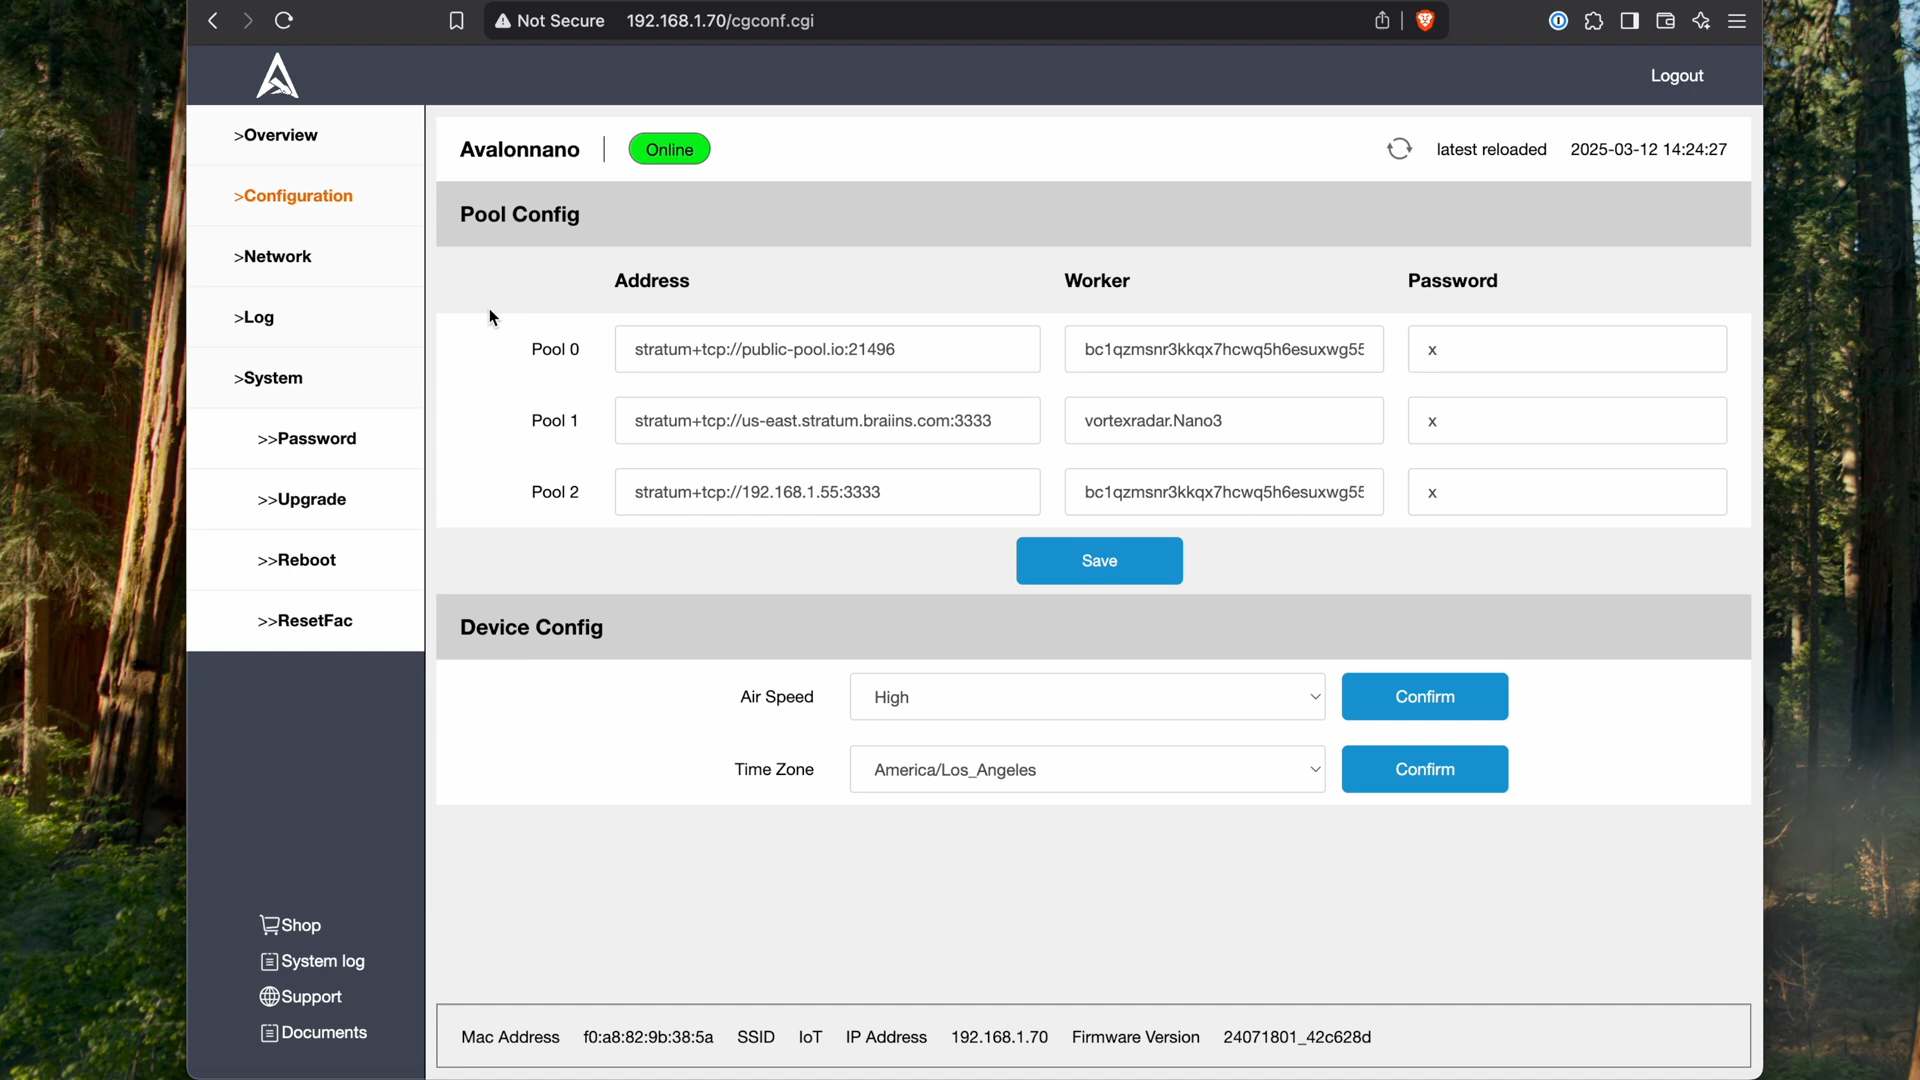 Not Secure 192.168.1.70/cgconf.cgi
Logout
>Overview
>Configuration
>Network
>Log
>System
>>Password
>>Upgrade
>>Reboot
>>ResetFac
Shop
System log
Support
Documents
Avalonnano Online latest reloaded 2025-03-12 14:24:27
Pool Config
Address Worker Password
Pool 0 stratum+tcp://public-pool.io:21496 bc1qzmsnr3kkqx7hcwq5h6esuxwg55 x
Pool 1 stratum+tcp://us-east.stratum.braiins.com:3333 vortexradar.Nano3 x
Pool 2 stratum+tcp://192.168.1.55:3333 bc1qzmsnr3kkqx7hcwq5h6esuxwg55 x
Save
Device Config
Air Speed High Confirm
Time Zone America/Los_Angeles Confirm
Mac Address f0:a8:82:9b:38:5a SSID IoT IP Address 192.168.1.70 Firmware Version 24071801_42c628d